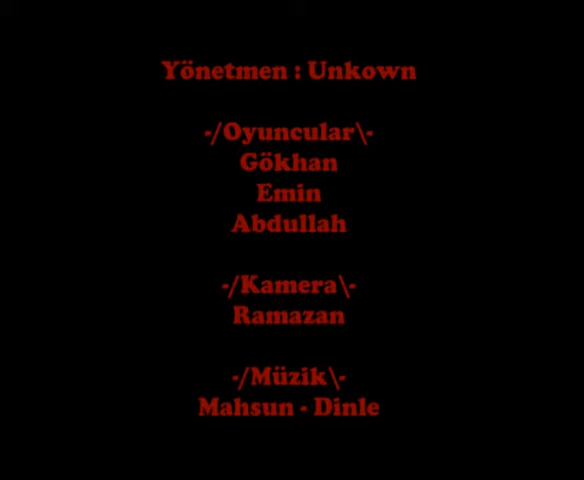 Yönetmen : Unkown
-/Oyuncular\-
Gökhan
Emin
Abdullah
-/Kamera\-
Ramazan
-/Müzik\-
Mahsun - Dinle